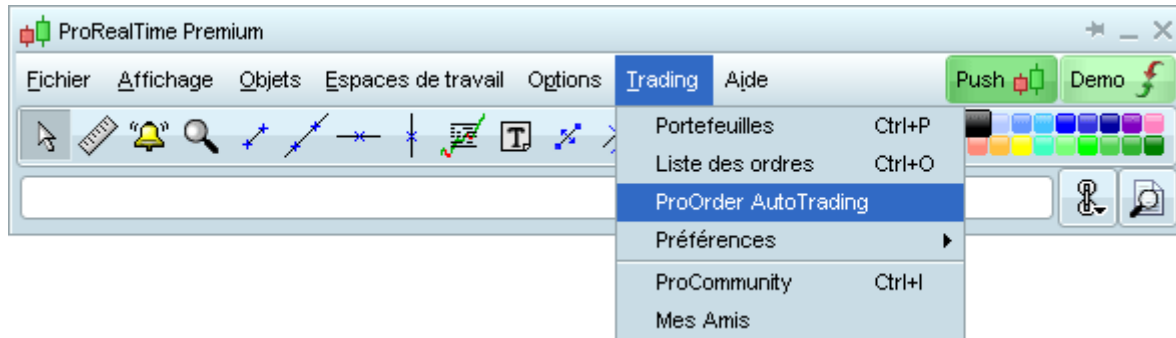 ProRealTime Premium
Fichier Affichage Objets Espaces de travail Options Trading Aide Push Demo
T
Portefeuilles Ctrl+P
Liste des ordres Ctrl+O
ProOrder AutoTrading
Préférences
ProCommunity Ctrl+I
Mes Amis